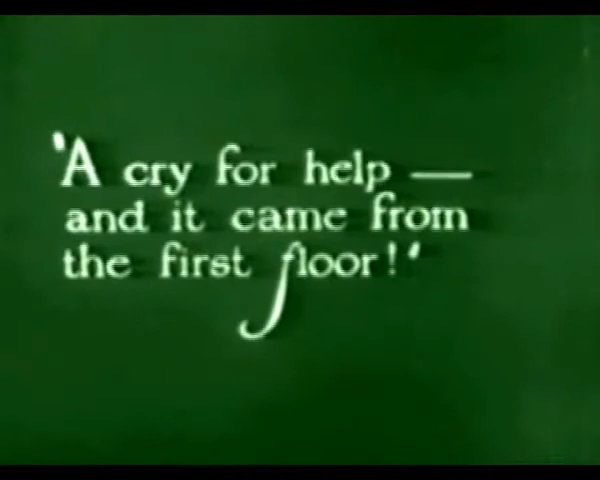 'A cry for help —
and it came from
the first floor!'